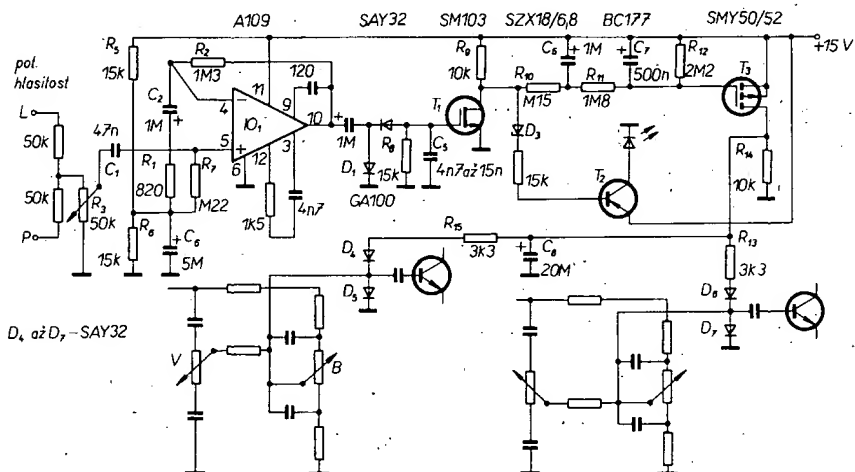 A109 SAY32 SM103 SZX18/6,8 BC177 SMY50/52
+15 V
pot.
hlasitost
L
50k
50k
P
R3
50k
47n
C1
R5
15k
R2
1M3
C2
1M
+
R1
820
R7
M22
R6
15k
+ C6
5M
11
4
5
6
12
3
9
10
−
+
IO1
120
1k5
4n7
+
1M
D1
GA100
R8
15k
C5
4n7až15n
R9
10k
T1
R10
M15
D3
15k
C6 + 1M
R11
1M8
C7
+
500n
R12
2M2
T2
T3
R14
10k
R15
3k3
+ C8
20M
R13
3k3
D4
D5
D6
D7
D4 až D7 – SAY32
V
B